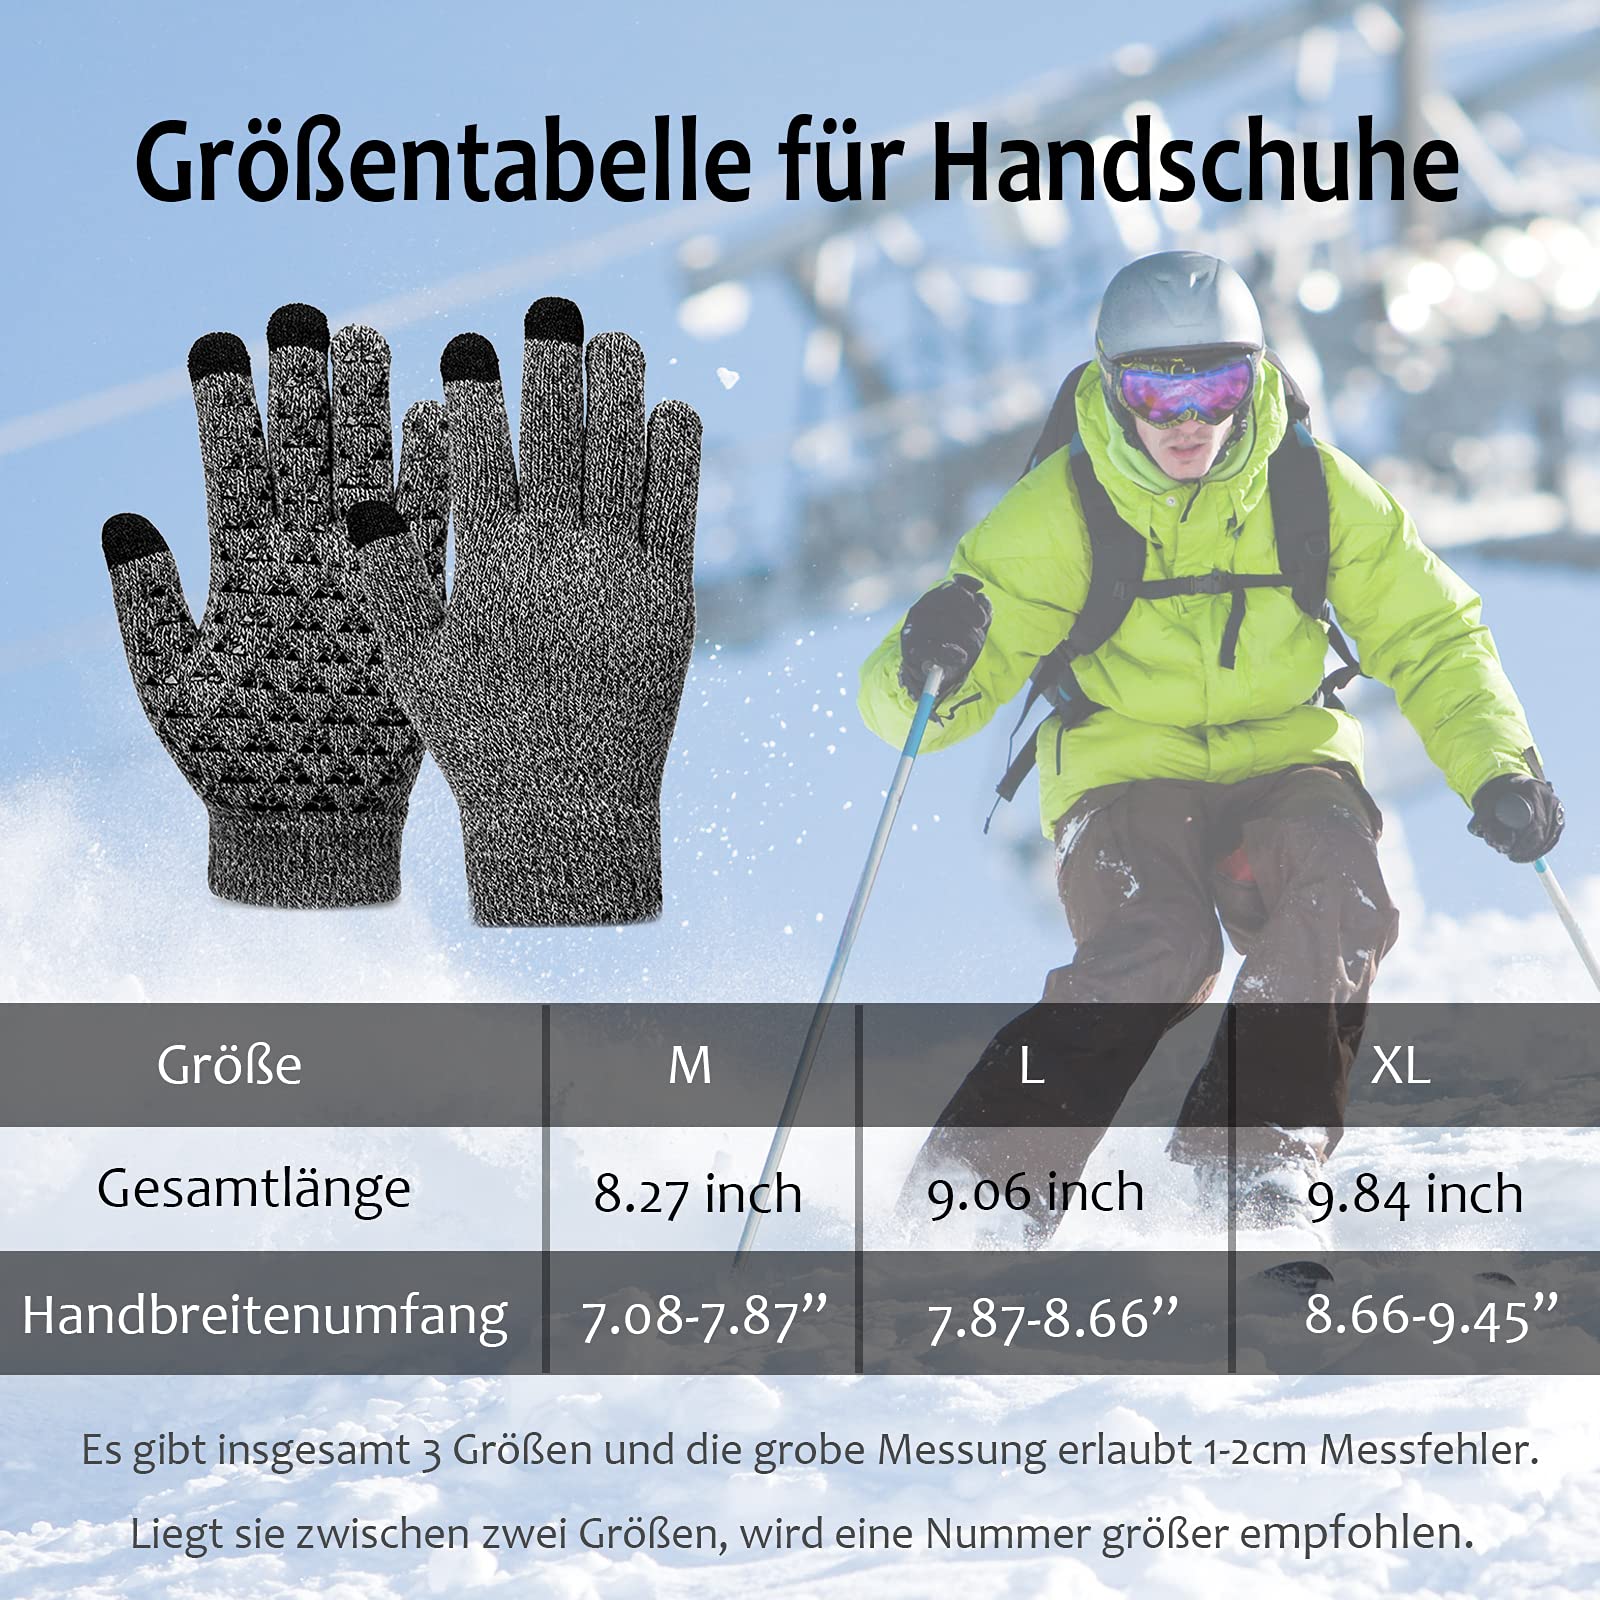 Größentabelle für Handschuhe
Größe M L XL
Gesamtlänge 8.27 inch 9.06 inch 9.84 inch
Handbreitenumfang 7.08-7.87” 7.87-8.66” 8.66-9.45”
Es gibt insgesamt 3 Größen und die grobe Messung erlaubt 1-2cm Messfehler.
Liegt sie zwischen zwei Größen, wird eine Nummer größer empfohlen.